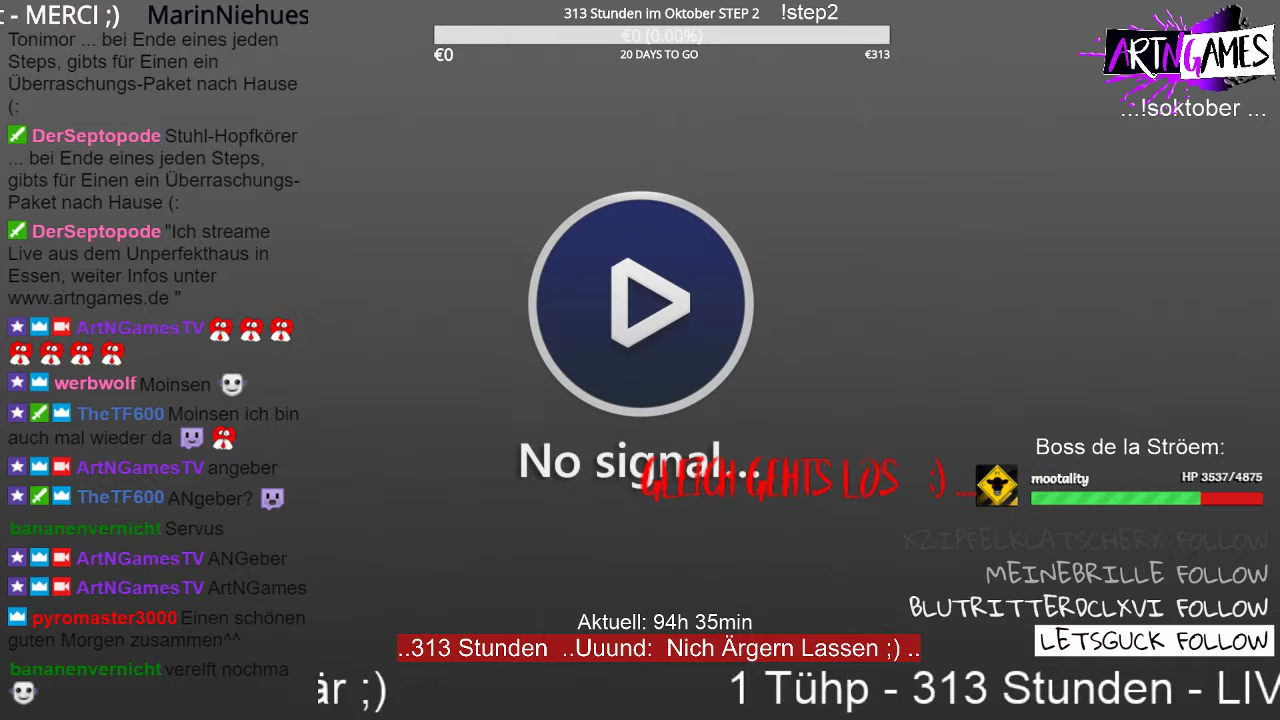 - MERCI ;) MarinNiehues
Tonimor ... bei Ende eines jeden
Steps, gibts für Einen ein
Überraschungs-Paket nach Hause
(:
DerSeptopode Stuhl-Hopfkörer
... bei Ende eines jeden Steps,
gibts für Einen ein Überraschungs-
Paket nach Hause (:
DerSeptopode "Ich streame
Live aus dem Unperfekthaus in
Essen, weiter Infos unter
www.artngames.de "
ArtNGamesTV
werbwolf Moinsen
TheTF600 Moinsen ich bin
auch mal wieder da
ArtNGamesTV angeber
TheTF600 ANgeber?
bananenvernicht Servus
ArtNGamesTV ANGeber
ArtNGamesTV ArtNGames
pyromaster3000 Einen schönen
guten Morgen zusammen^^
bananenvernicht verelft nochma
313 Stunden im Oktober STEP 2 !step2
€0 (0.00%)
€0 20 DAYS TO GO €313
ARTNGAMES
...!soktober ...
No signal...
GLEICH GEHTS LOS :) ....
Boss de la Ströem:
mootality HP 3537/4875
XZIPFELKLATSCHERX FOLLOW
MEINEBRILLE FOLLOW
BLUTRITTERDCLXVI FOLLOW
LETSGUCK FOLLOW
Aktuell: 94h 35min
..313 Stunden ..Uuund: Nich Ärgern Lassen ;) ..
är ;) 1 Tühp - 313 Stunden - LIV